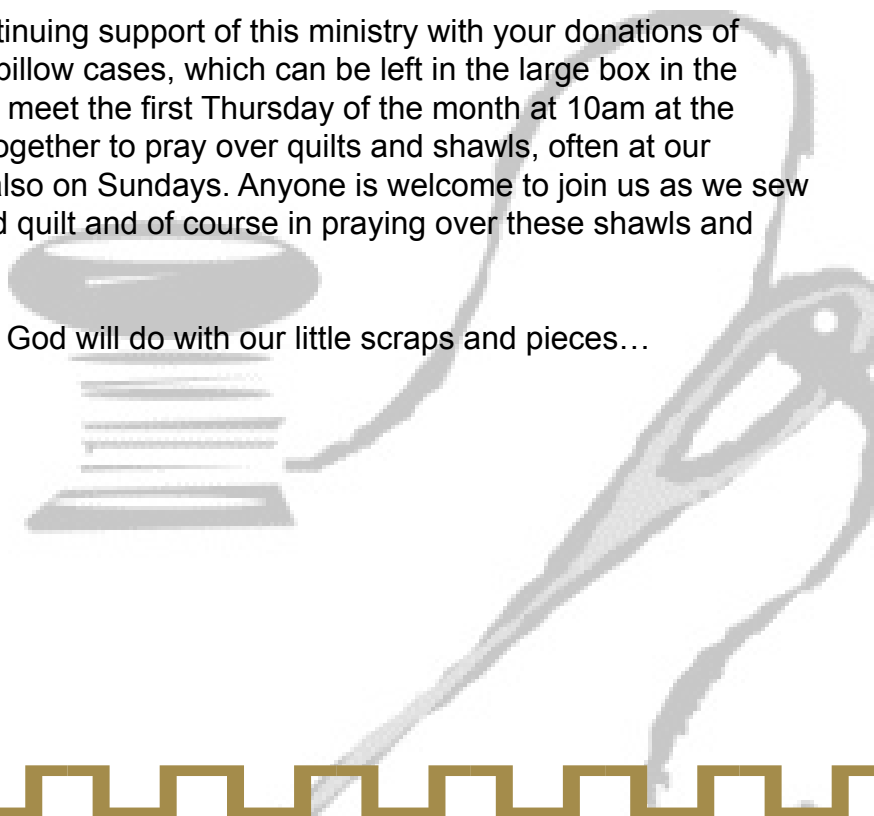 tinuing support of this ministry with your donations of
pillow cases, which can be left in the large box in the
meet the first Thursday of the month at 10am at the
ogether to pray over quilts and shawls, often at our
also on Sundays. Anyone is welcome to join us as we sew
d quilt and of course in praying over these shawls and
God will do with our little scraps and pieces…